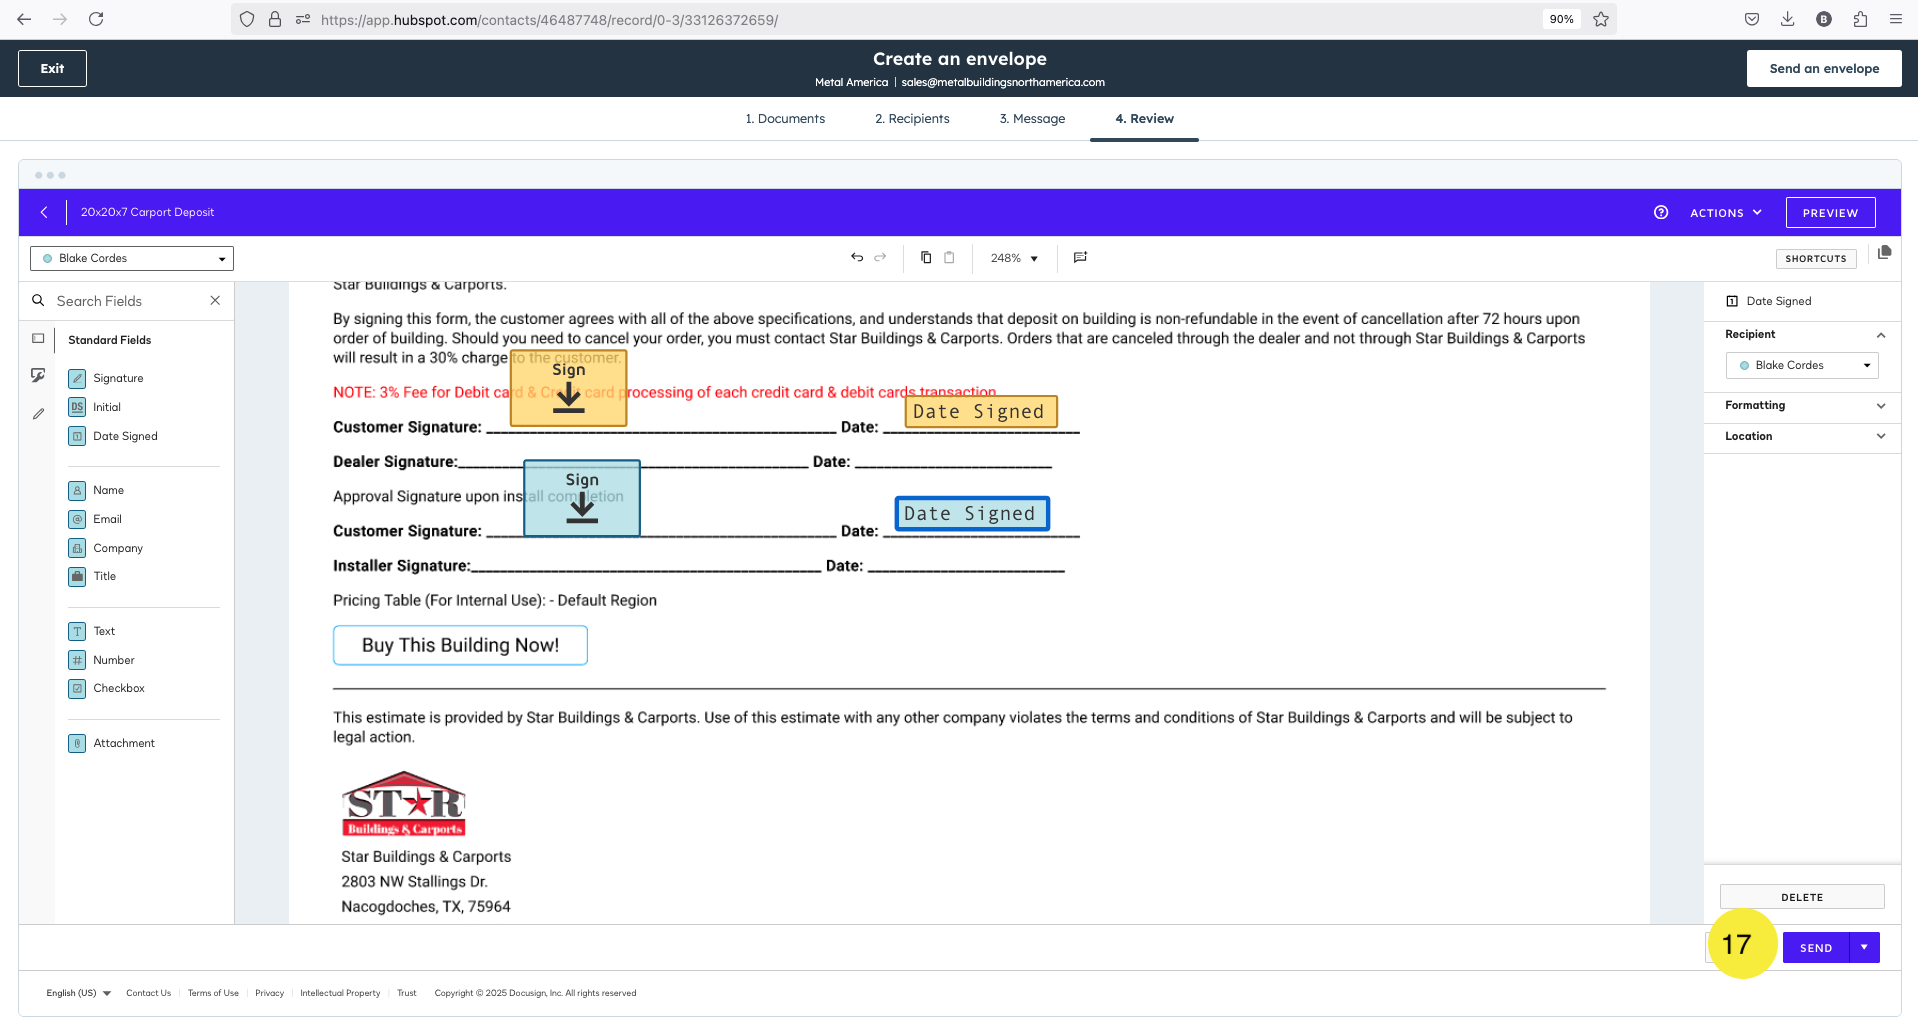 https://app.hubspot.com/contacts/46487748/record/0-3/33126372659/
90%
B
Exit
Create an envelope
Metal America | sales@metalbuildingsnorthamerica.com
Send an envelope
1. Documents
2. Recipients
3. Message
4. Review
20x20x7 Carport Deposit
ACTIONS
PREVIEW
Blake Cordes
248%
SHORTCUTS
Search Fields
Standard Fields
Signature
DS Initial
Date Signed
Name
Email
Company
Title
Text
Number
Checkbox
Attachment
Star Buildings & Carports.
By signing this form, the customer agrees with all of the above specifications, and understands that deposit on building is non-refundable in the event of cancellation after 72 hours upon
order of building. Should you need to cancel your order, you must contact Star Buildings & Carports. Orders that are canceled through the dealer and not through Star Buildings & Carports
will result in a 30% charge to the customer.
Sign
NOTE: 3% Fee for Debit card & Credit card processing of each credit card & debit cards transaction
Date Signed
Customer Signature: ___ Date: ___
Dealer Signature:___ Date: ___
Sign
Approval Signature upon install completion
Date Signed
Customer Signature: ___ Date: ___
Installer Signature:___ Date: ___
Pricing Table (For Internal Use): - Default Region
Buy This Building Now!
This estimate is provided by Star Buildings & Carports. Use of this estimate with any other company violates the terms and conditions of Star Buildings & Carports and will be subject to
legal action.
STAR
Buildings & Carports
Star Buildings & Carports
2803 NW Stallings Dr.
Nacogdoches, TX, 75964
Date Signed
Recipient
Blake Cordes
Formatting
Location
DELETE
17
SEND
English (US)
Contact Us
Terms of Use
Privacy
Intellectual Property
Trust
Copyright © 2025 Docusign, Inc. All rights reserved